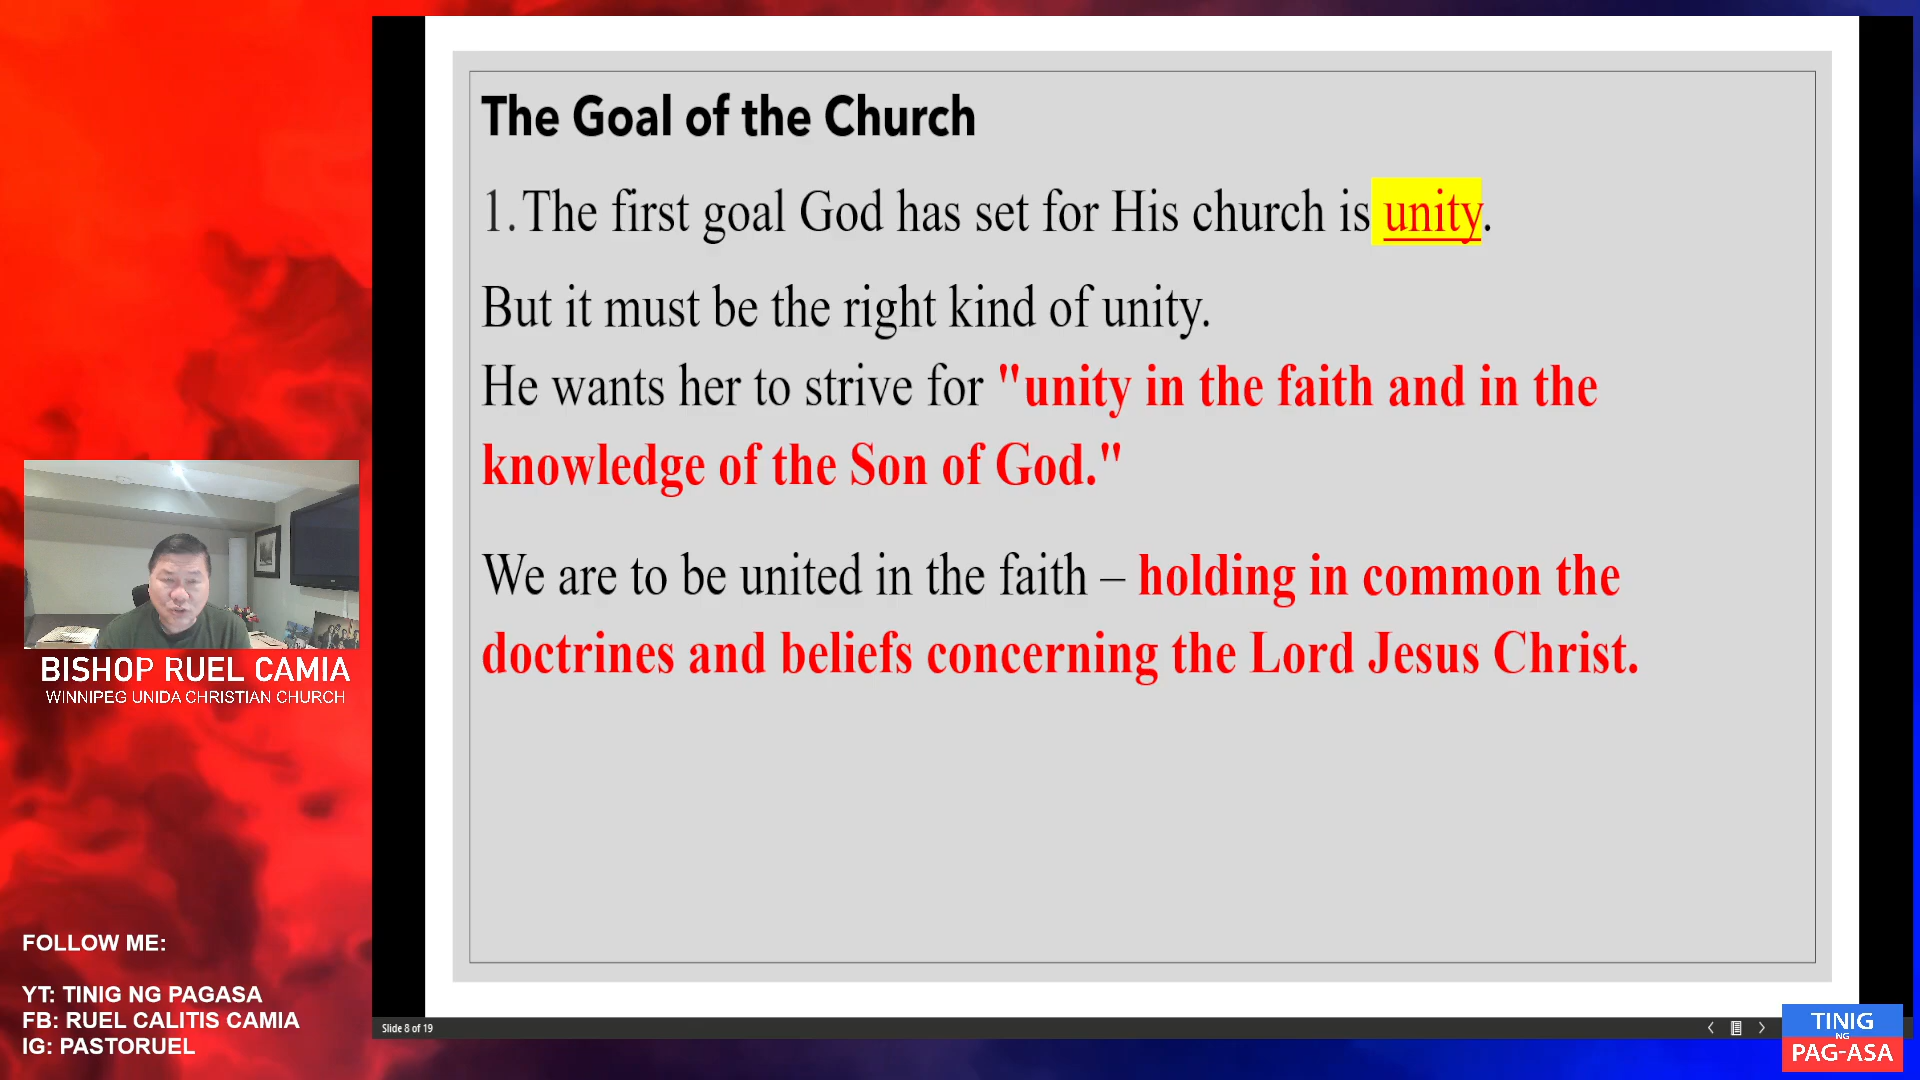 The Goal of the Church
1. The first goal God has set for His church is unity.
But it must be the right kind of unity.
He wants her to strive for "unity in the faith and in the
knowledge of the Son of God."
We are to be united in the faith – holding in common the
doctrines and beliefs concerning the Lord Jesus Christ.
BISHOP RUEL CAMIA
WINNIPEG UNIDA CHRISTIAN CHURCH
FOLLOW ME:
YT: TINIG NG PAGASA
FB: RUEL CALITIS CAMIA
IG: PASTORUEL
Slide 8 of 19
TINIG
NG
PAG-ASA